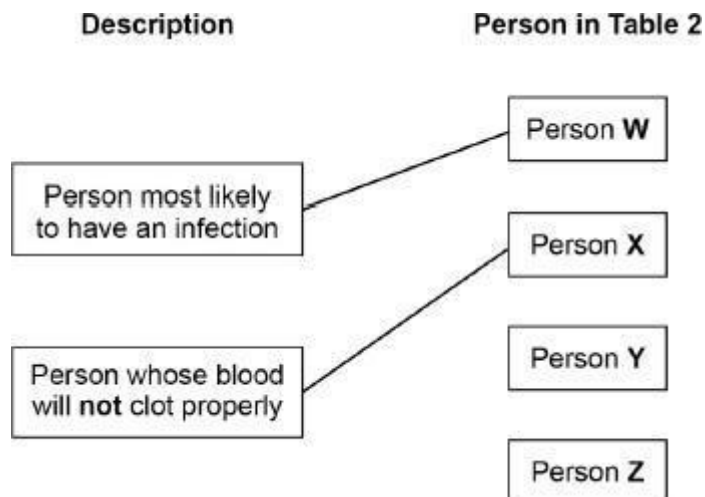 Description
Person in Table 2
Person most likely
to have an infection
Person whose blood
will not clot properly
Person W
Person X
Person Y
Person Z